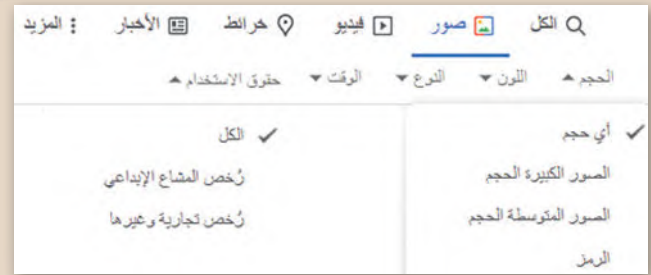 الكل صور فيديو خرائط الأخبار المزيد
الحجم اللون النوع الوقت حقوق الاستخدام
أي حجم
الصور الكبيرة الحجم
الصور المتوسطة الحجم
الرمز
الكل
رُخص المشاع الإبداعي
رُخص تجارية وغيرها